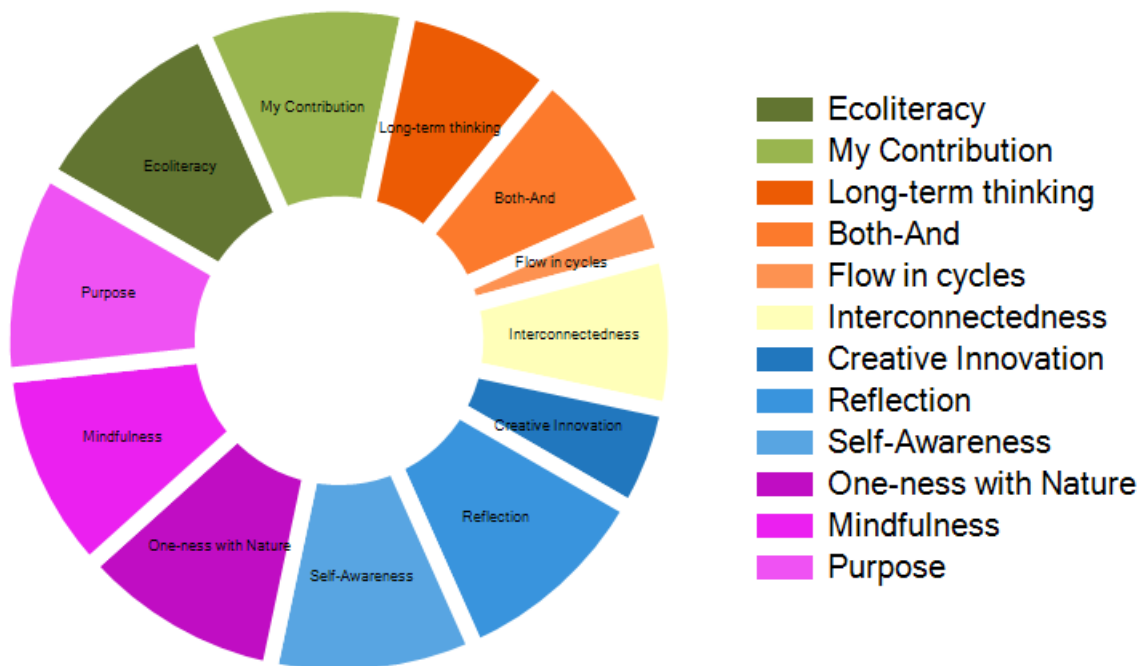 My Contribution
Long-term thinking
Ecoliteracy
Both-And
Flow in cycles
Purpose
Interconnectedness
Creative Innovation
Mindfulness
Reflection
One-ness with Nature
Self-Awareness
Ecoliteracy
My Contribution
Long-term thinking
Both-And
Flow in cycles
Interconnectedness
Creative Innovation
Reflection
Self-Awareness
One-ness with Nature
Mindfulness
Purpose